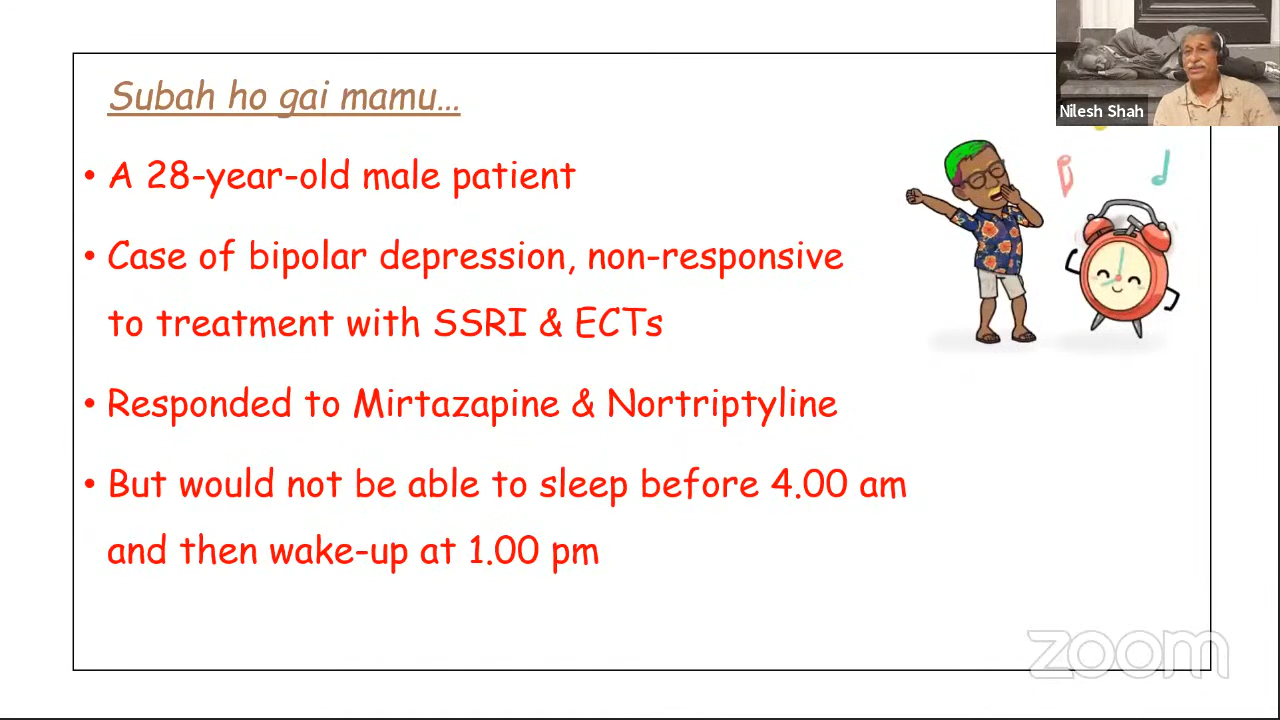 Subah ho gai mamu...
Nilesh Shah
• A 28-year-old male patient
• Case of bipolar depression, non-responsive
to treatment with SSRI & ECTs
• Responded to Mirtazapine & Nortriptyline
• But would not be able to sleep before 4.00 am
and then wake-up at 1.00 pm
zoom